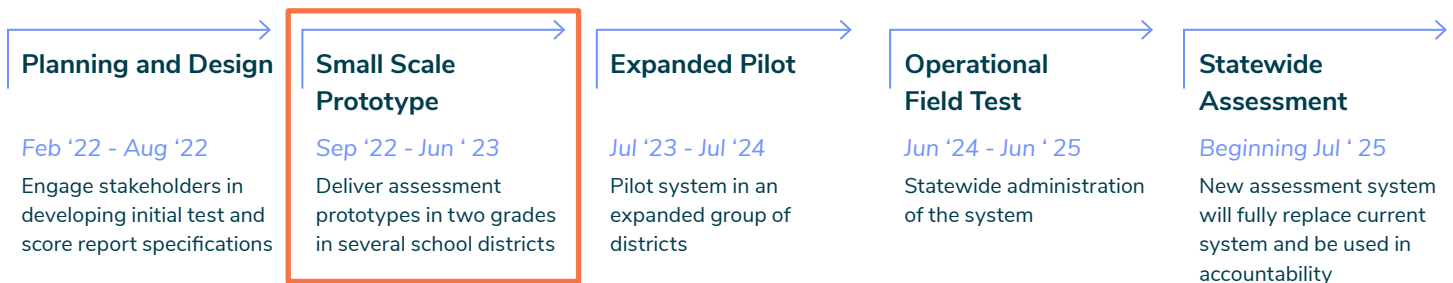 Planning and Design
Feb ‘22 - Aug ‘22
Engage stakeholders in
developing initial test and
score report specifications
Small Scale
Prototype
Sep ‘22 - Jun ‘ 23
Deliver assessment
prototypes in two grades
in several school districts
Expanded Pilot
Jul ‘23 - Jul ‘24
Pilot system in an
expanded group of
districts
Operational
Field Test
Jun ‘24 - Jun ‘ 25
Statewide administration
of the system
Statewide
Assessment
Beginning Jul ‘ 25
New assessment system
will fully replace current
system and be used in
accountability